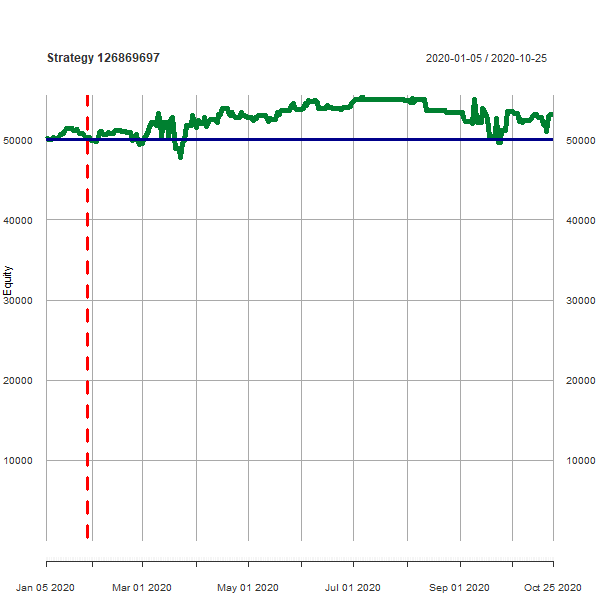 Strategy 126869697
2020-01-05 / 2020-10-25
50000
50000
40000
40000
30000
30000
Equity
20000
20000
10000
10000
Jan 05 2020
Mar 01 2020
May 01 2020
Jul 01 2020
Sep 01 2020
Oct 25 2020